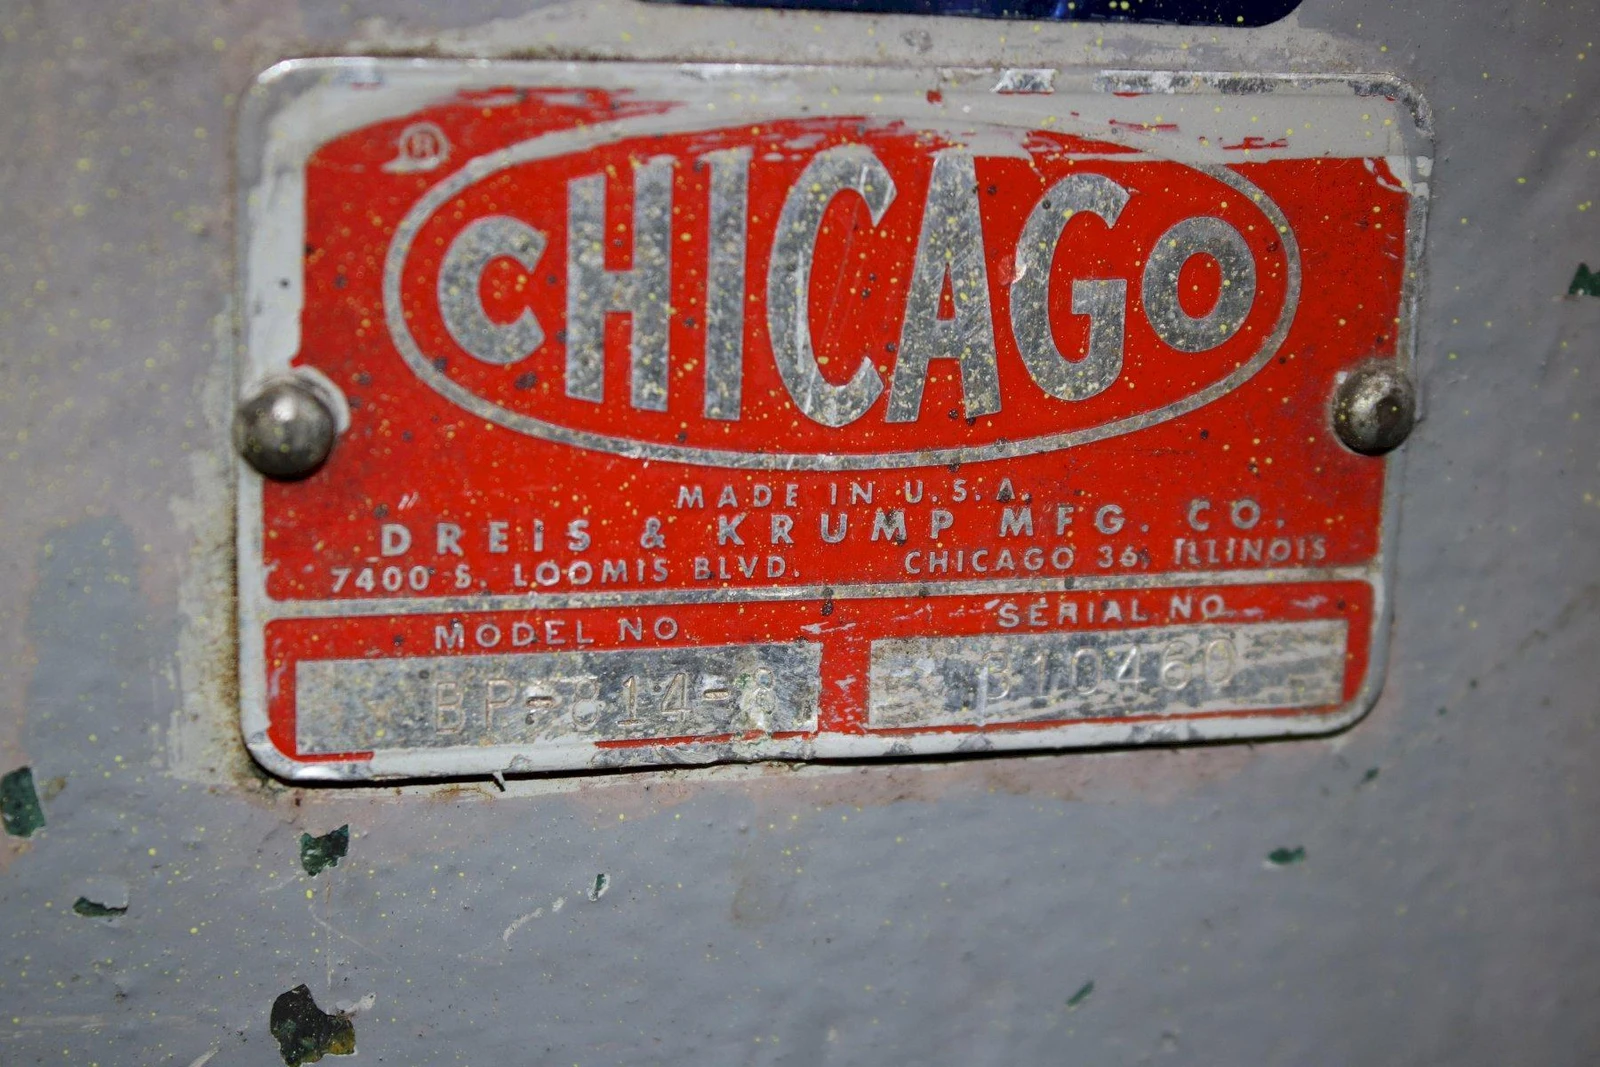 ®
CHICAGO
MADE IN U.S.A.
DREIS & KRUMP MFG. CO.
7400 S. LOOMIS BLVD. CHICAGO 36, ILLINOIS
MODEL NO. SERIAL NO.
BP-814-8 B10460